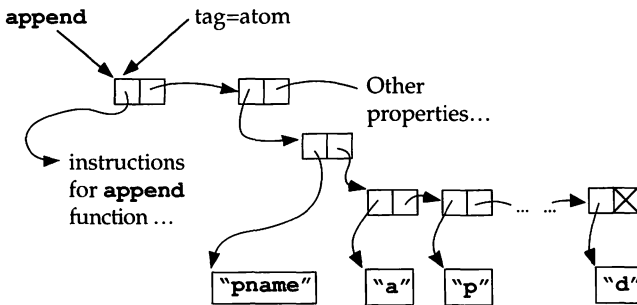 append
tag=atom
Other
properties…
instructions
for append
function …
... ...
“pname”
“a”
“p”
“d”